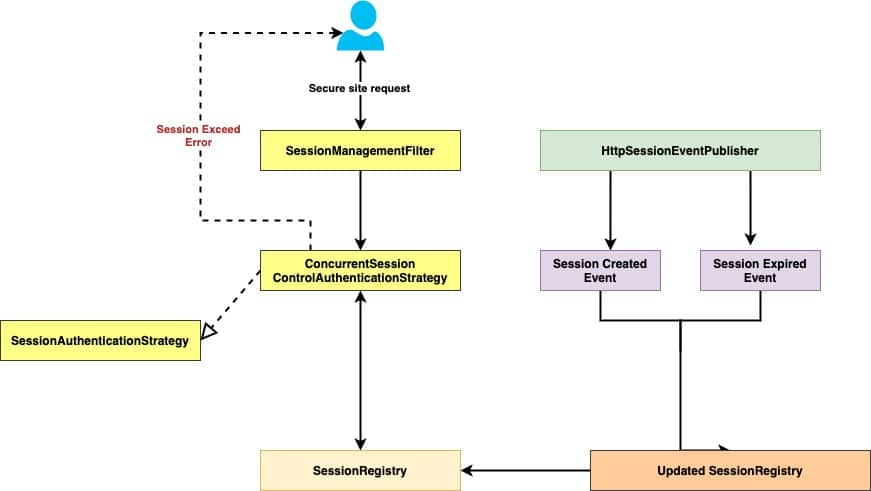 Secure site request
Session Exceed
Error
SessionManagementFilter
HttpSessionEventPublisher
ConcurrentSession
ControlAuthenticationStrategy
Session Created
Event
Session Expired
Event
SessionAuthenticationStrategy
SessionRegistry
Updated SessionRegistry